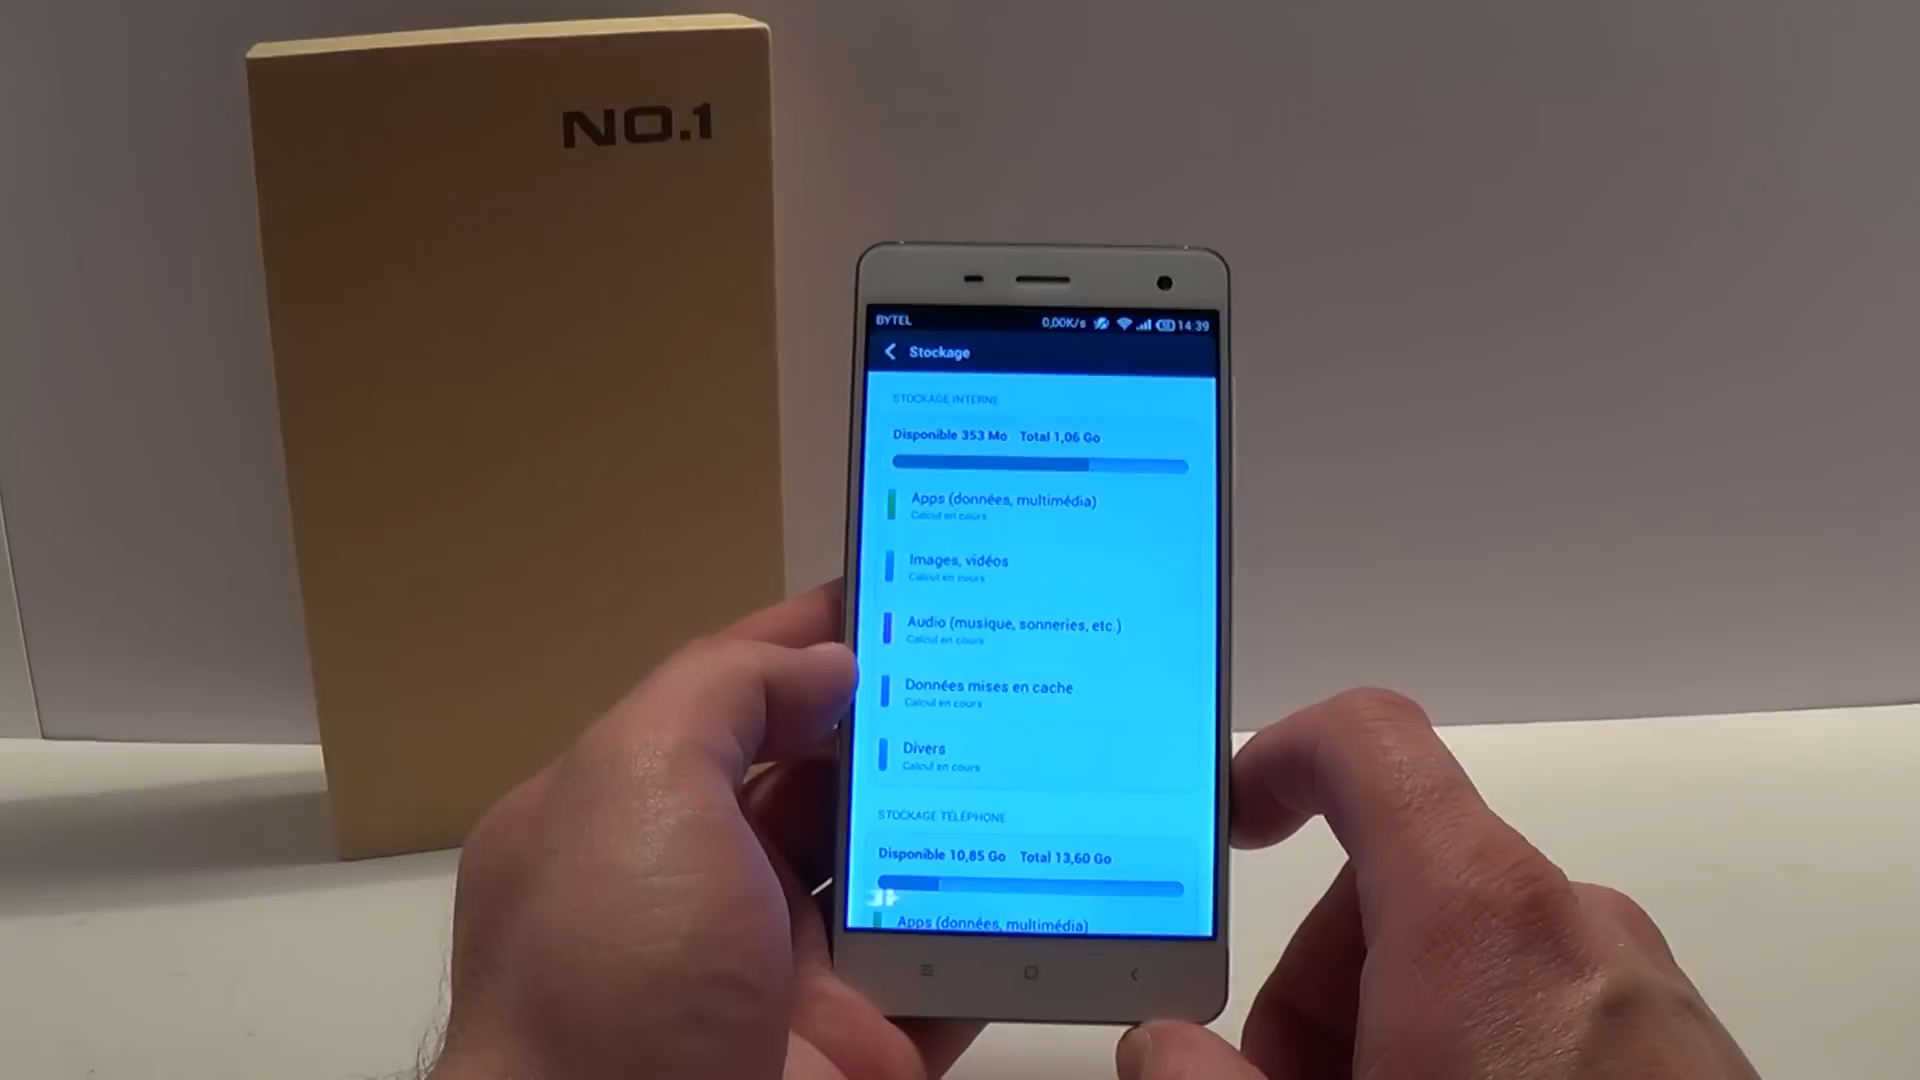 NO.1
BYTEL 0,00K/s 14:39
Stockage
STOCKAGE INTERNE
Disponible 353 Mo Total 1,06 Go
Apps (données, multimédia)
Calcul en cours
Images, vidéos
Calcul en cours
Audio (musique, sonneries, etc.)
Calcul en cours
Données mises en cache
Calcul en cours
Divers
Calcul en cours
STOCKAGE TÉLÉPHONE
Disponible 10,85 Go Total 13,60 Go
Apps (données, multimédia)